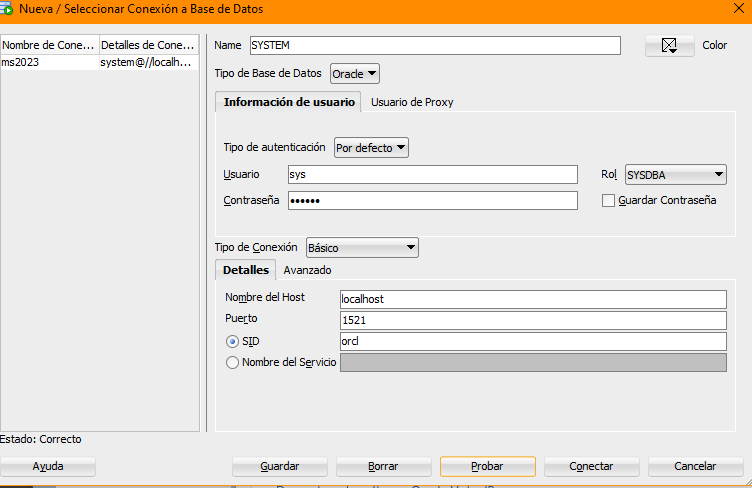 Nueva / Seleccionar Conexión a Base de Datos
Nombre de Cone... Detalles de Cone...
ms2023 system@//localh...
Name SYSTEM Color
Tipo de Base de Datos Oracle
Información de usuario Usuario de Proxy
Tipo de autenticación Por defecto
Usuario sys Rol SYSDBA
Contraseña •••••• Guardar Contraseña
Tipo de Conexión Básico
Detalles Avanzado
Nombre del Host localhost
Puerto 1521
SID orcl
Nombre del Servicio
Estado: Correcto
Ayuda Guardar Borrar Probar Conectar Cancelar